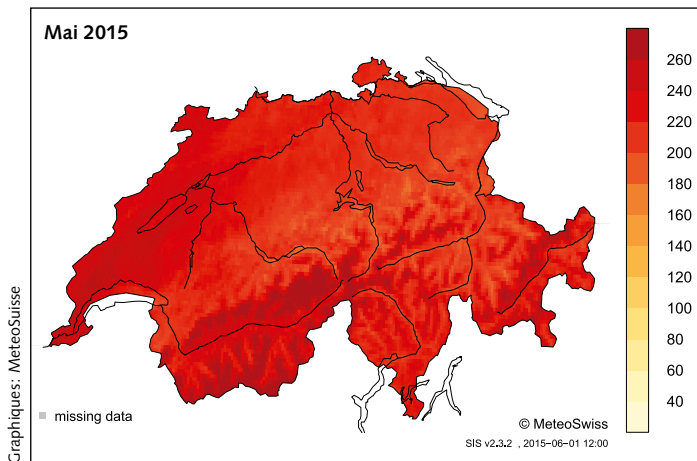 Mai 2015
260
240
220
200
180
160
140
120
100
80
60
40
Graphiques: MeteoSuisse
missing data
© MeteoSwiss
SIS v2.3.2 , 2015−06−01 12:00